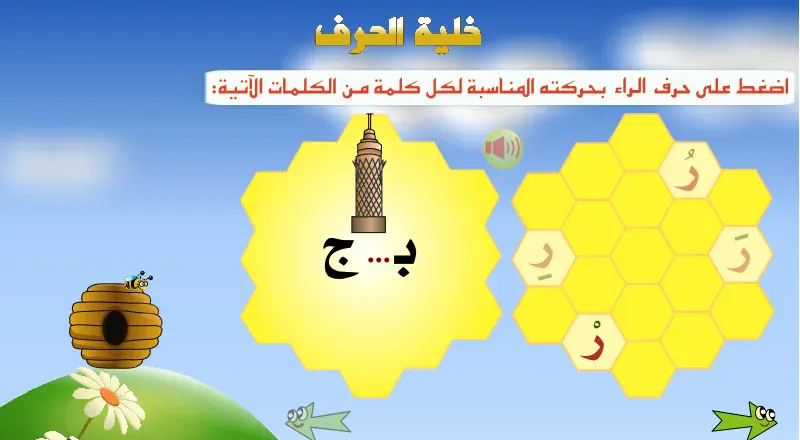 خلية الحرف
اضغط على حرف الراء بحركته المناسبة لكل كلمة من الكلمات الآتية:
بـ ... ج
رُ
رَ
رِ
رْ